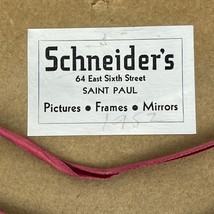 Schneider's
64 East Sixth Street
SAINT PAUL
Pictures • Frames • Mirrors
1957